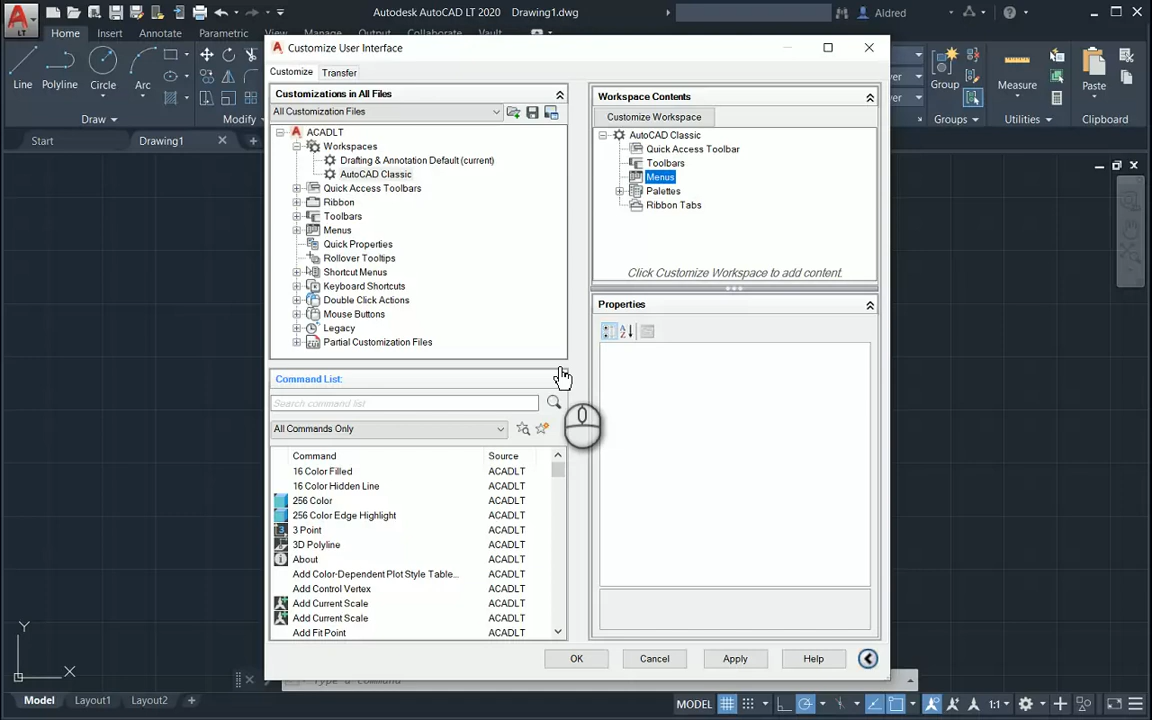 Autodesk AutoCAD LT 2020 Drawing1.dwg
Aldred
LT
Home Insert Annotate Parametric View Manage Output Collaborate Vault
Customize User Interface
Customize Transfer
Line Polyline Circle Arc
Draw
Modify
Group
Groups
Measure
Utilities
Paste
Clipboard
Start Drawing1
Customizations in All Files
All Customization Files
ACADLT
Workspaces
Drafting & Annotation Default (current)
AutoCAD Classic
Quick Access Toolbars
Ribbon
Toolbars
Menus
Quick Properties
Rollover Tooltips
Shortcut Menus
Keyboard Shortcuts
Double Click Actions
Mouse Buttons
Legacy
Partial Customization Files
Command List:
Search command list
All Commands Only
Command Source
16 Color Filled ACADLT
16 Color Hidden Line ACADLT
256 Color ACADLT
256 Color Edge Highlight ACADLT
3 Point ACADLT
3D Polyline ACADLT
About ACADLT
Add Color-Dependent Plot Style Table... ACADLT
Add Control Vertex ACADLT
Add Current Scale ACADLT
Add Current Scale ACADLT
Add Fit Point ACADLT
Workspace Contents
Customize Workspace
AutoCAD Classic
Quick Access Toolbar
Toolbars
Menus
Palettes
Ribbon Tabs
Click Customize Workspace to add content.
Properties
OK Cancel Apply Help
Y
X
Type a command
Model Layout1 Layout2
MODEL 1:1